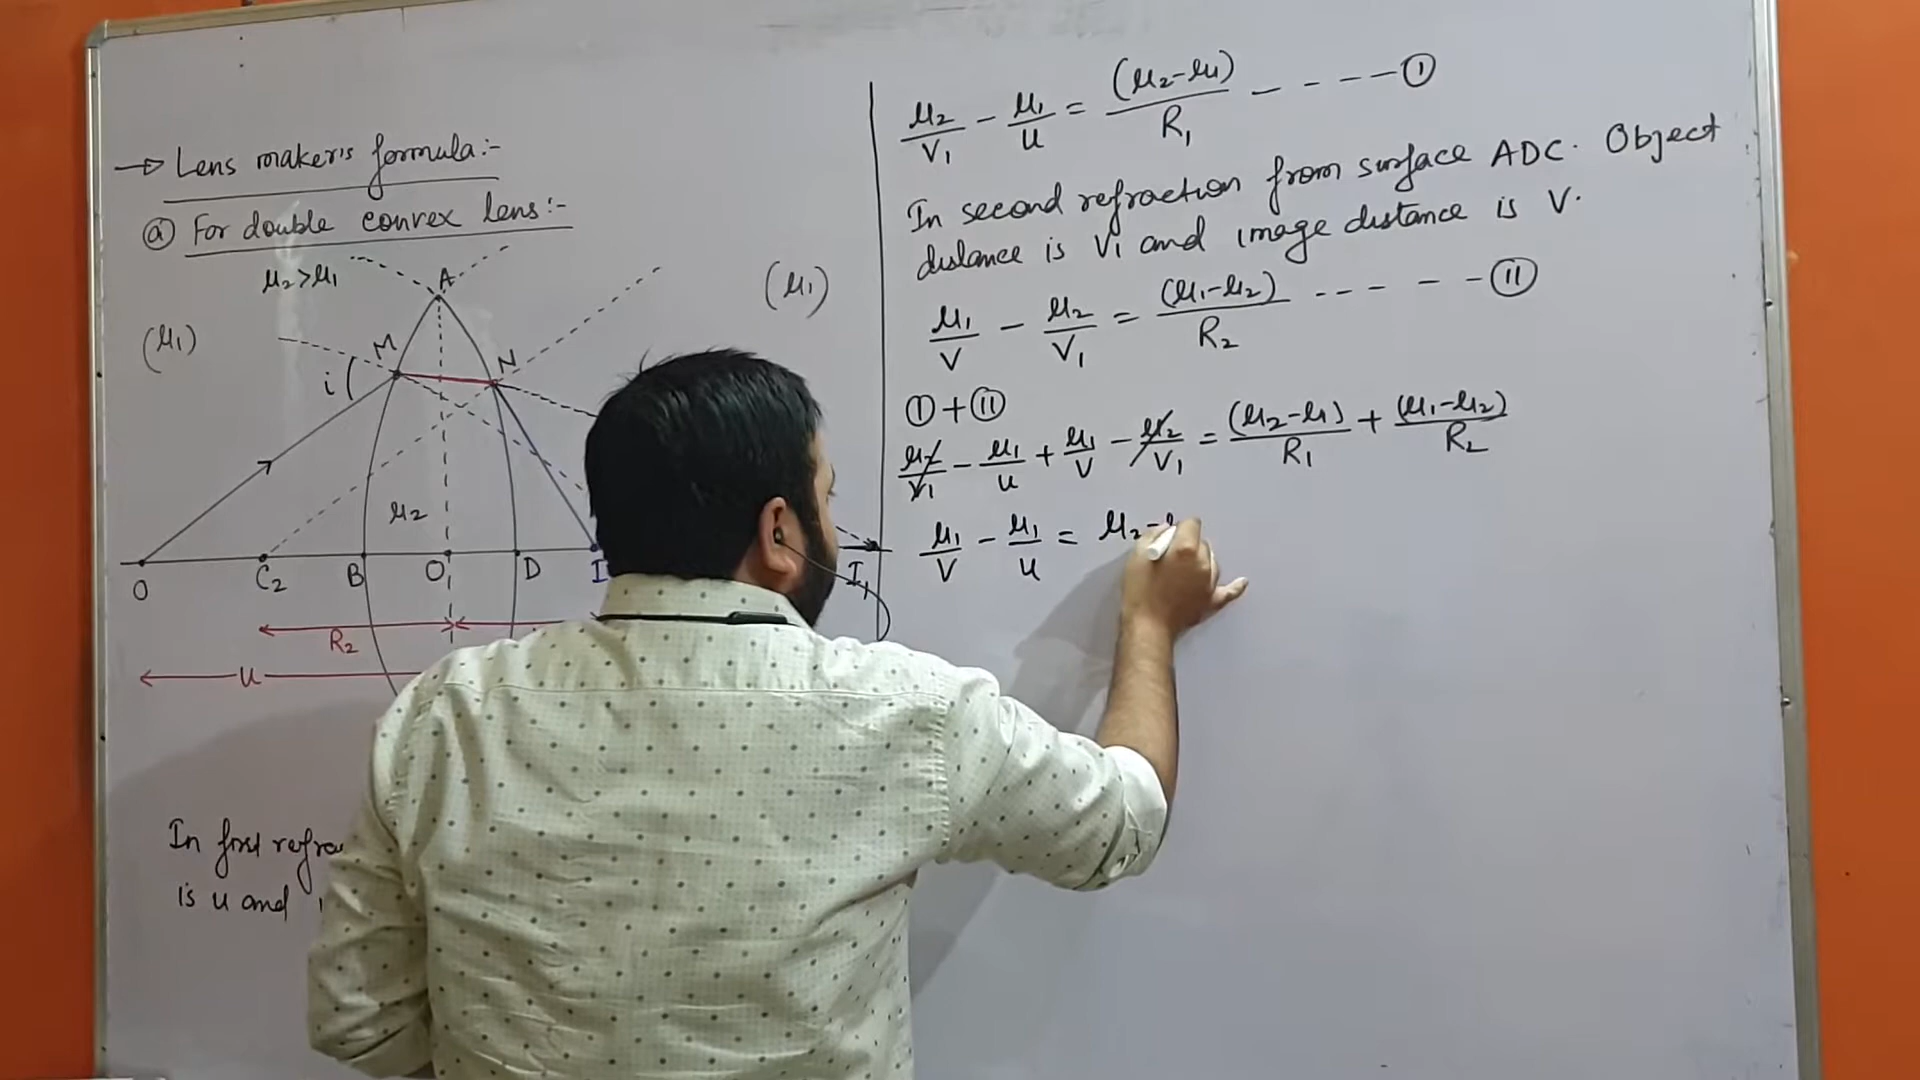 → Lens maker's formula:-
ⓐ For double convex lens:-
μ₂>μ₁
A
(μ₁)
(μ₁)
M
N
i
μ₂
O
C₂
B
O'
D
I
I₁
R₂
u
In first
is u and
μ₂/V₁ - μ₁/u = (μ₂-μ₁)/R₁ - - - - - ①
In second refraction from surface ADC. Object
distance is V₁ and image distance is V.
μ₁/V - μ₂/V₁ = (μ₁-μ₂)/R₂ - - - - - Ⅱ
① + Ⅱ
μ₂/V₁ - μ₁/u + μ₁/V - μ₂/V₁ = (μ₂-μ₁)/R₁ + (μ₁-μ₂)/R₂
μ₁/V - μ₁/u = μ₂-